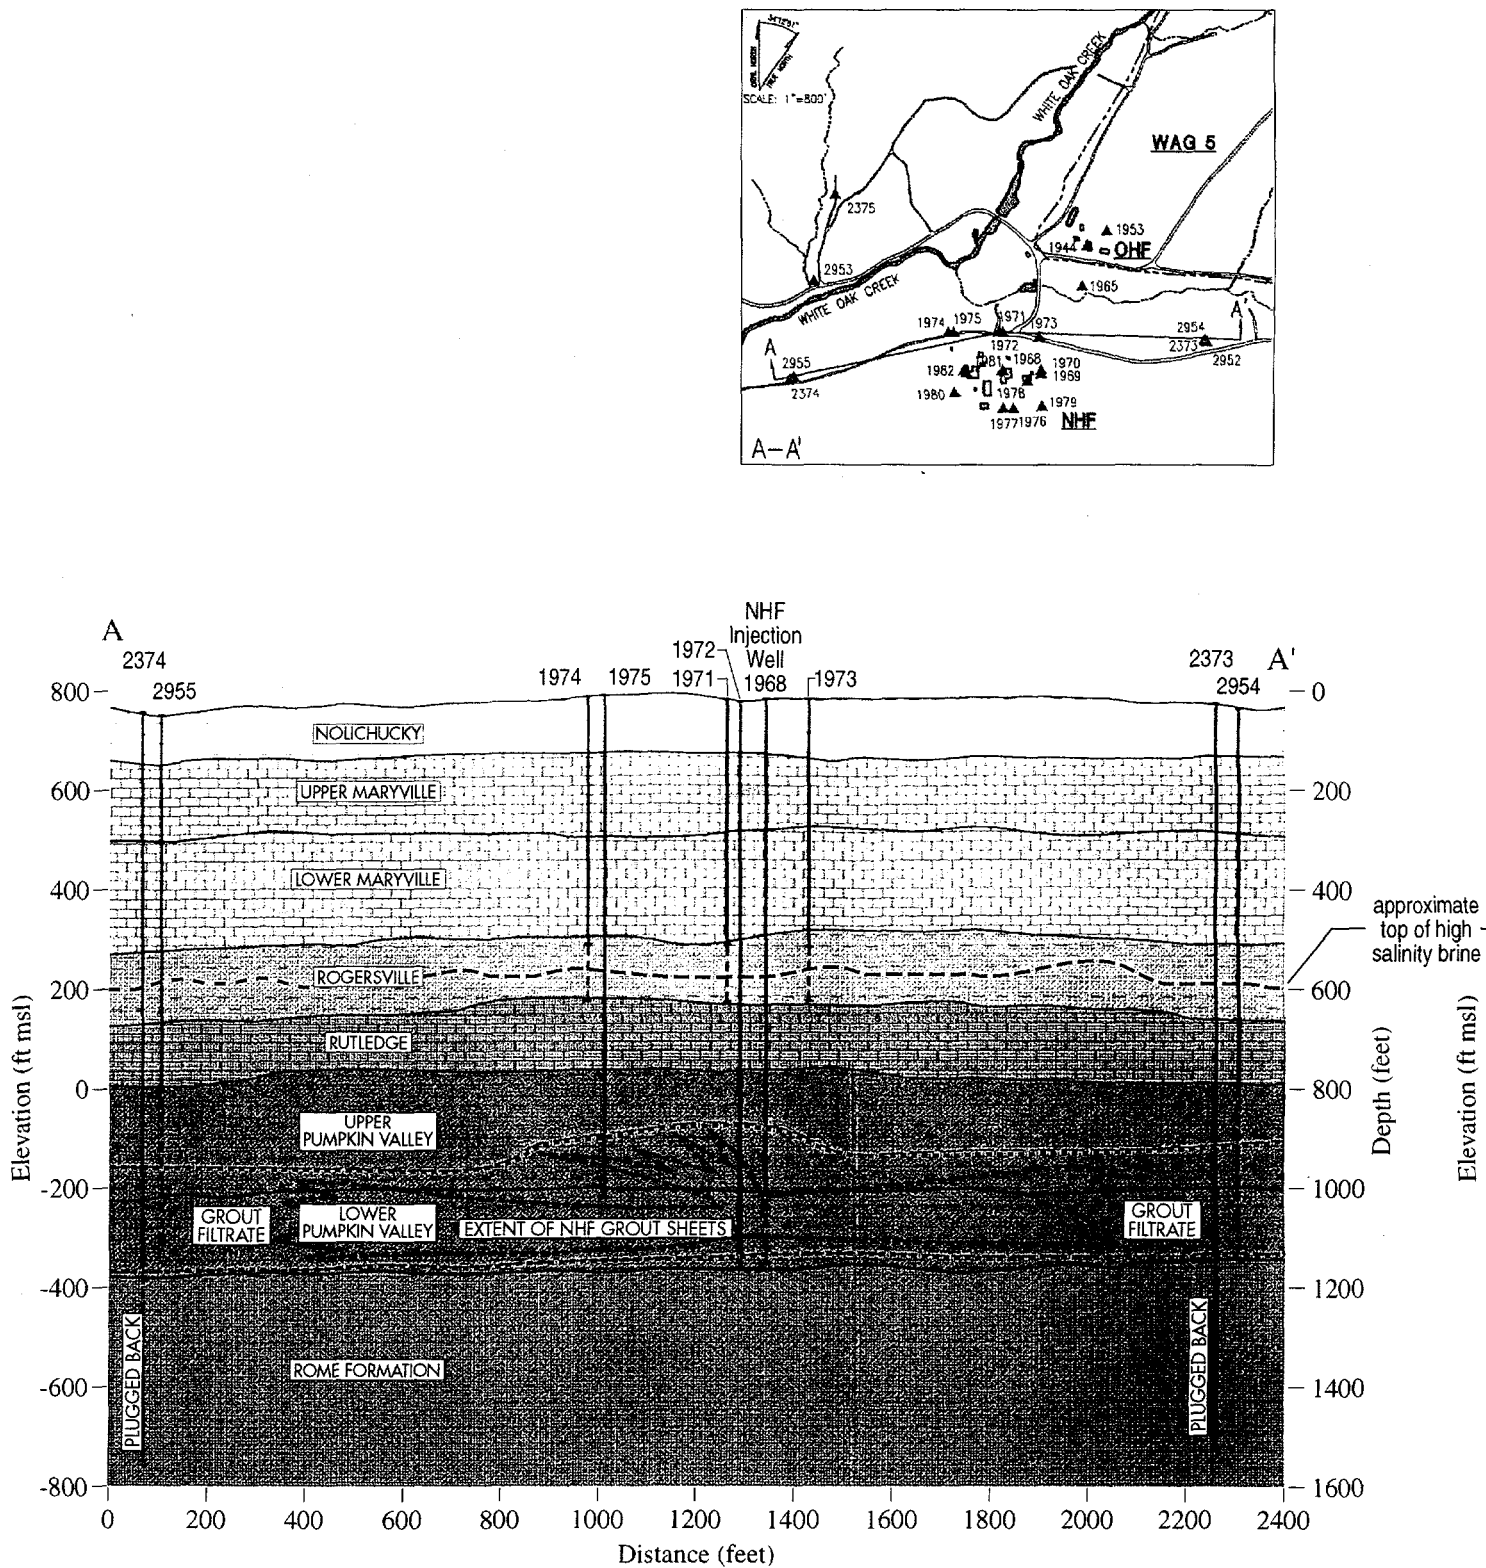 34°12'61"
TRUE NORTH
SCALE: 1"=800'
WHITE OAK CREEK
WAG 5
2375
1953
1944
OHF
2953
WHITE OAK CREEK
1965
1974
1975
1971
1973
A'
2954
2373
2952
1972
A
2955
2374
1982
1981
1968
1970
1969
1980
1978
1979
1977
1976
NHF
A-A'
A
2374
2955
1974
1975
1972
1971
NHF
Injection
Well
1968
1973
2373
A'
2954
800
600
400
200
0
-200
-400
-600
-800
Elevation (ft msl)
NOLICHUCKY
UPPER MARYVILLE
LOWER MARYVILLE
ROGERSVILLE
RUTLEDGE
UPPER
PUMPKIN VALLEY
GROUT
FILTRATE
LOWER
PUMPKIN VALLEY
EXTENT OF NHF GROUT SHEETS
GROUT
FILTRATE
PLUGGED BACK
ROME FORMATION
PLUGGED BACK
0
200
400
600
800
1000
1200
1400
1600
approximate
top of high -
salinity brine
Depth (feet)
Elevation (ft msl)
0 200 400 600 800 1000 1200 1400 1600 1800 2000 2200 2400
Distance (feet)